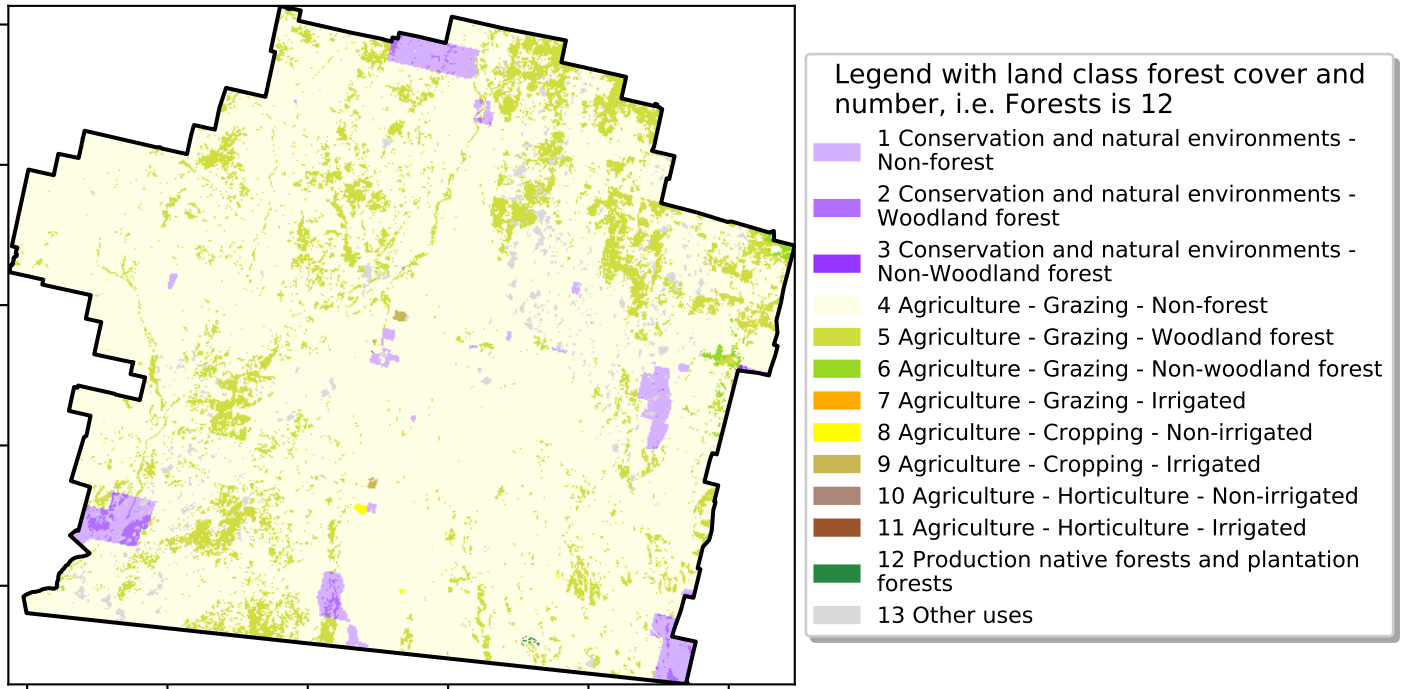 Legend with land class forest cover and
number, i.e. Forests is 12
1 Conservation and natural environments -
Non-forest
2 Conservation and natural environments -
Woodland forest
3 Conservation and natural environments -
Non-Woodland forest
4 Agriculture - Grazing - Non-forest
5 Agriculture - Grazing - Woodland forest
6 Agriculture - Grazing - Non-woodland forest
7 Agriculture - Grazing - Irrigated
8 Agriculture - Cropping - Non-irrigated
9 Agriculture - Cropping - Irrigated
10 Agriculture - Horticulture - Non-irrigated
11 Agriculture - Horticulture - Irrigated
12 Production native forests and plantation
forests
13 Other uses